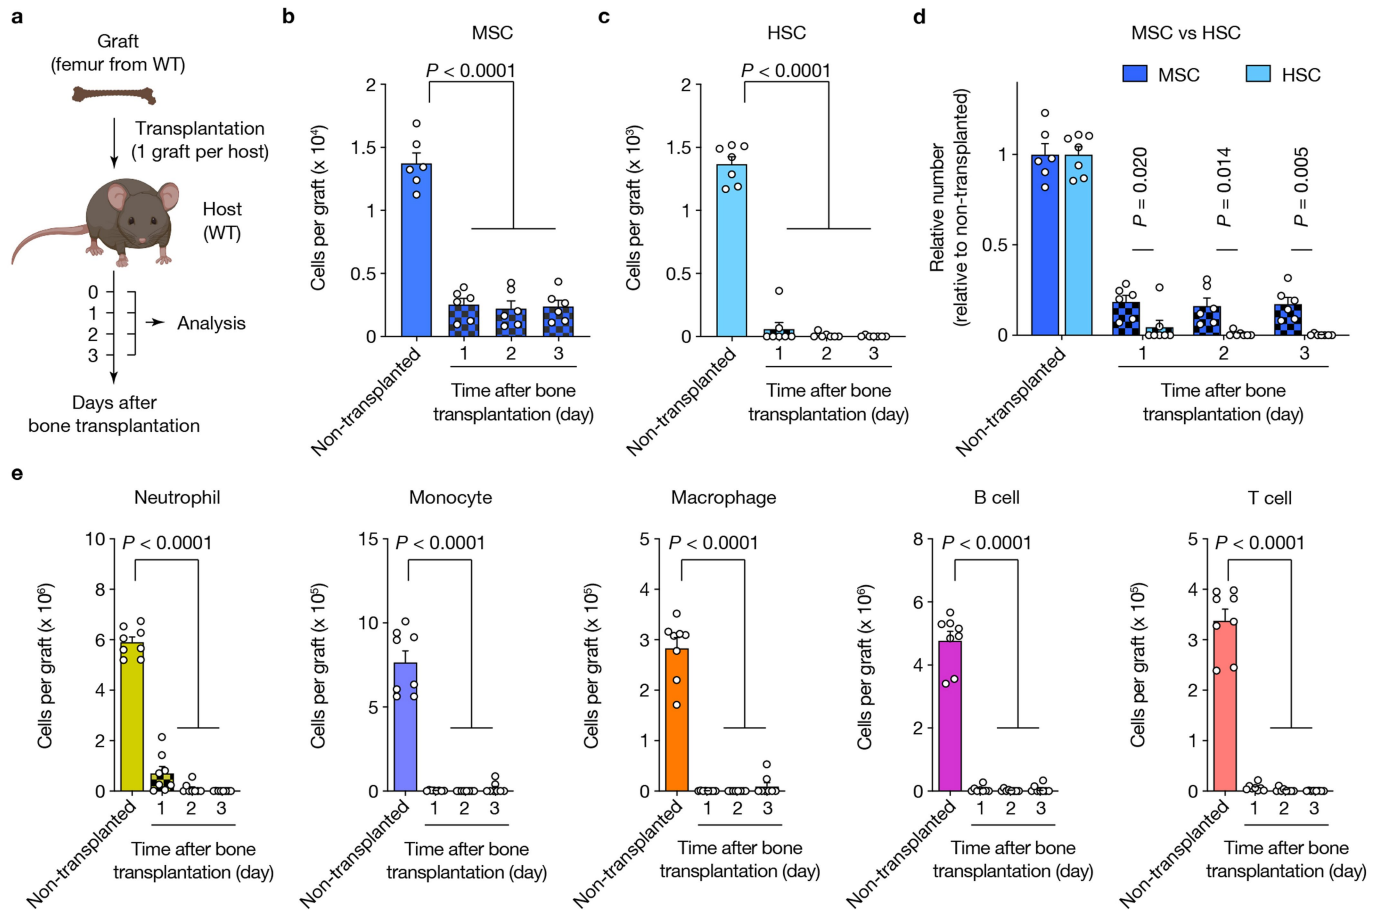 a
Graft
(femur from WT)
Transplantation
(1 graft per host)
Host
(WT)
0
1
2
3
Analysis
Days after
bone transplantation
b
MSC
P < 0.0001
Cells per graft (x 10⁴)
2
1.5
1
0.5
0
Non-transplanted
1 2 3
Time after bone
transplantation (day)
c
HSC
P < 0.0001
Cells per graft (x 10³)
2
1.5
1
0.5
0
Non-transplanted
1 2 3
Time after bone
transplantation (day)
d
MSC vs HSC
MSC HSC
Relative number
(relative to non-transplanted)
1
0.5
0
P = 0.020
P = 0.014
P = 0.005
Non-transplanted
1 2 3
Time after bone
transplantation (day)
e
Neutrophil
P < 0.0001
Cells per graft (x 10⁶)
10
8
6
4
2
0
Non-transplanted
1 2 3
Time after bone
transplantation (day)
Monocyte
P < 0.0001
Cells per graft (x 10⁵)
15
10
5
0
Non-transplanted
1 2 3
Time after bone
transplantation (day)
Macrophage
P < 0.0001
Cells per graft (x 10⁵)
5
4
3
2
1
0
Non-transplanted
1 2 3
Time after bone
transplantation (day)
B cell
P < 0.0001
Cells per graft (x 10⁶)
8
6
4
2
0
Non-transplanted
1 2 3
Time after bone
transplantation (day)
T cell
P < 0.0001
Cells per graft (x 10⁵)
5
4
3
2
1
0
Non-transplanted
1 2 3
Time after bone
transplantation (day)